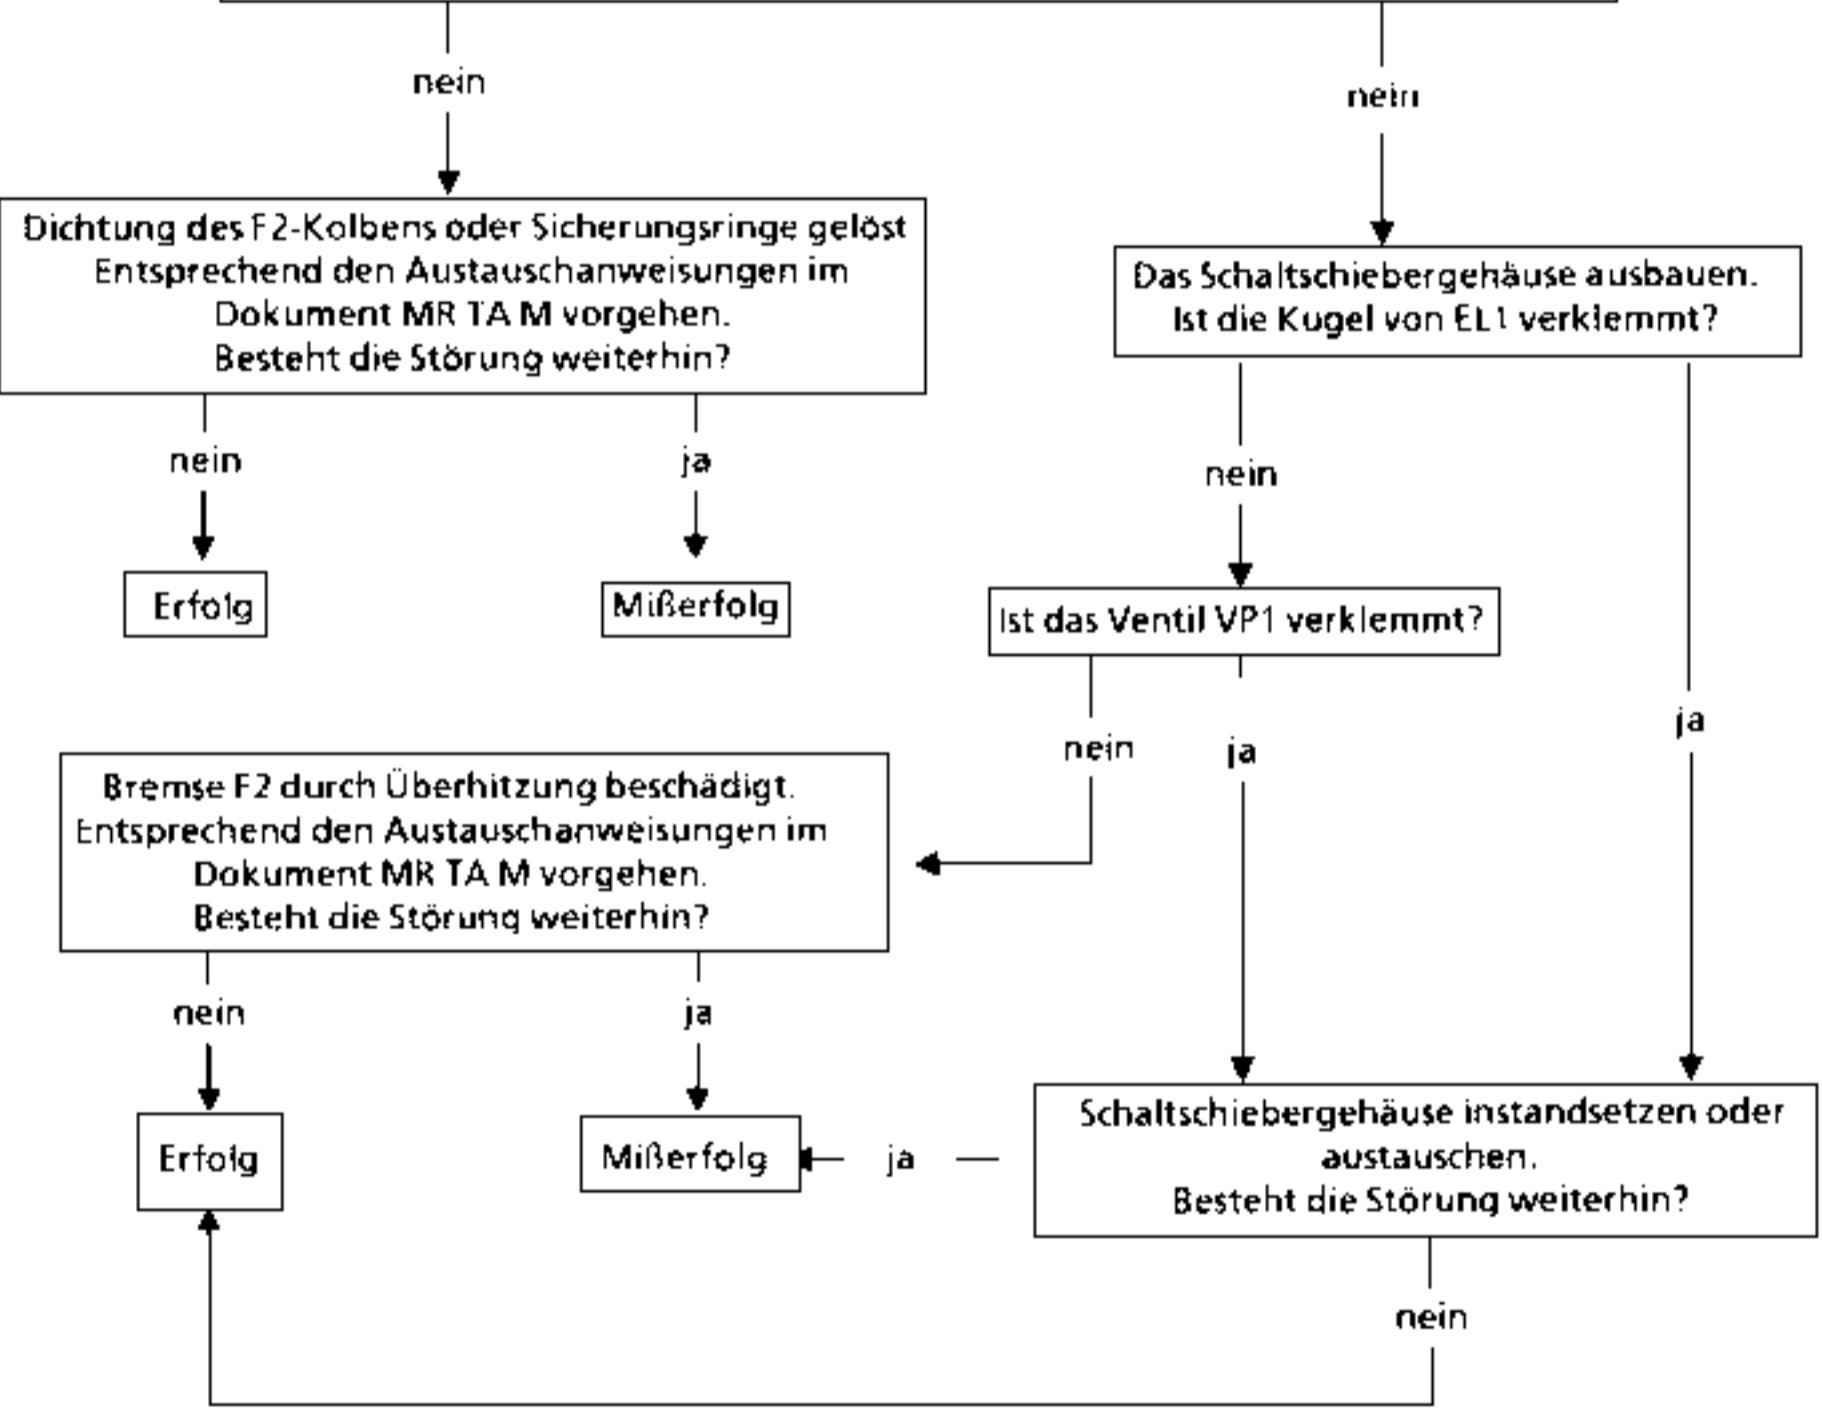 nein
nein
Dichtung des F2-Kolbens oder Sicherungsringe gelöst
Entsprechend den Austauschanweisungen im
Dokument MR TA M vorgehen.
Besteht die Störung weiterhin?
Das Schaltschiebergehäuse ausbauen.
Ist die Kugel von EL1 verklemmt?
nein
ja
nein
Erfolg
Mißerfolg
Ist das Ventil VP1 verklemmt?
ja
nein
ja
Bremse F2 durch Überhitzung beschädigt.
Entsprechend den Austauschanweisungen im
Dokument MR TA M vorgehen.
Besteht die Störung weiterhin?
nein
ja
Erfolg
Mißerfolg
ja
Schaltschiebergehäuse instandsetzen oder
austauschen.
Besteht die Störung weiterhin?
nein